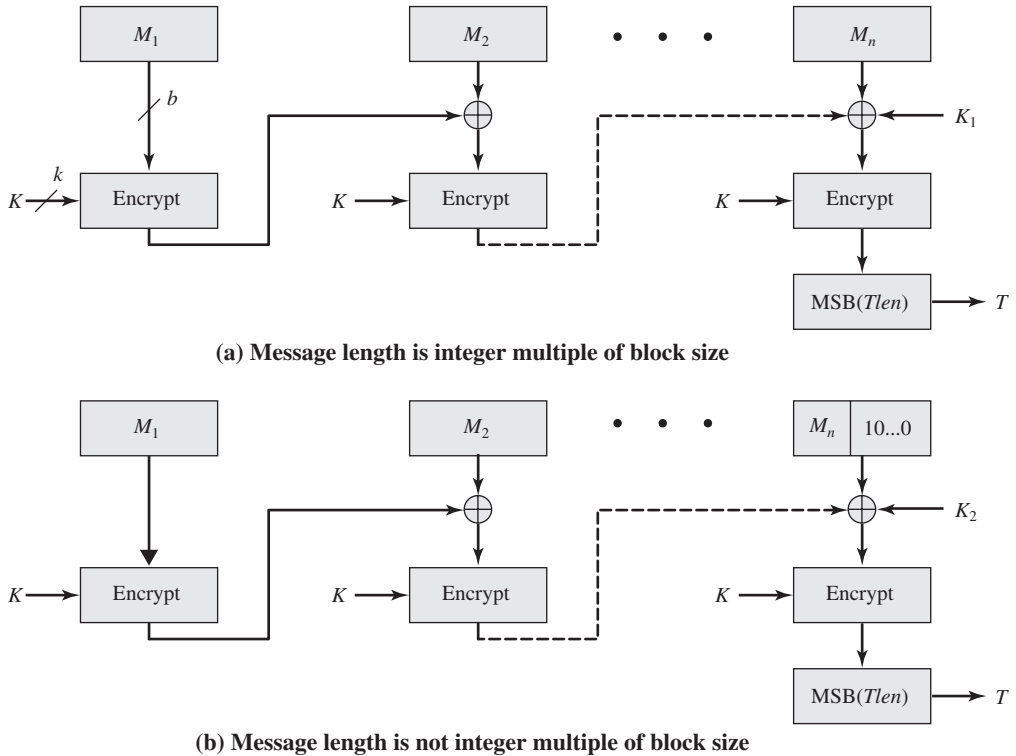 M1 M2 • • • Mn
b
K1
k
K Encrypt K Encrypt K Encrypt
MSB(Tlen) T
(a) Message length is integer multiple of block size
M1 M2 • • • Mn 10...0
K2
K Encrypt K Encrypt K Encrypt
MSB(Tlen) T
(b) Message length is not integer multiple of block size